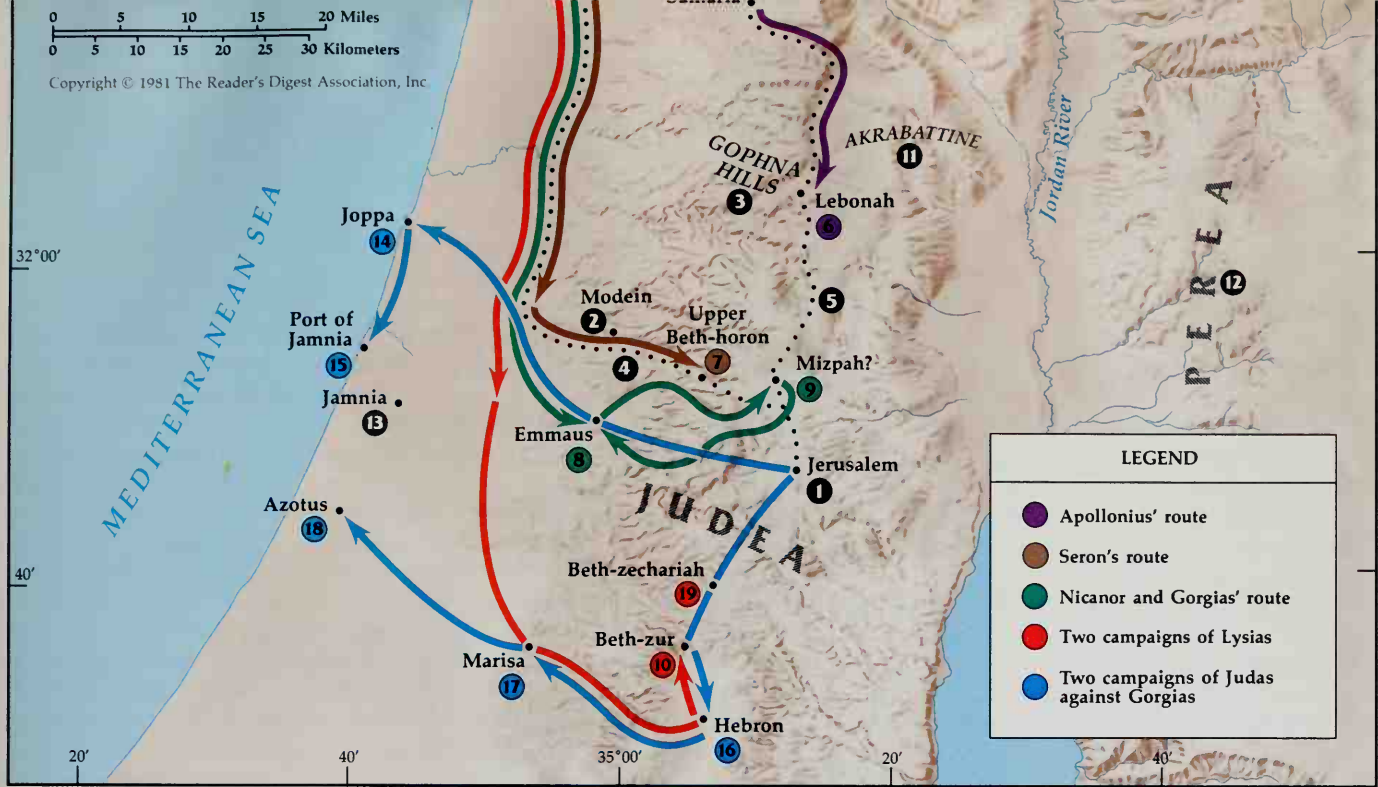 0 5 10 15 20 Miles
0 5 10 15 20 25 30 Kilometers
Copyright © 1981 The Reader's Digest Association, Inc.
Samaria
GOPHNA
HILLS
3
AKRABATTINE
11
Jordan River
Lebonah
6
PEREA
12
Joppa
14
MEDITERRANEAN SEA
32°00'
5
Modein
2
Upper
Beth-horon
7
Port of
Jamnia
15
4
Mizpah?
9
Jamnia
13
Emmaus
8
Jerusalem
1
JUDEA
Azotus
18
40'
Beth-zechariah
19
Beth-zur
10
Marisa
17
Hebron
16
LEGEND
Apollonius' route
Seron's route
Nicanor and Gorgias' route
Two campaigns of Lysias
Two campaigns of Judas
against Gorgias
20' 40' 35°00' 20' 40'